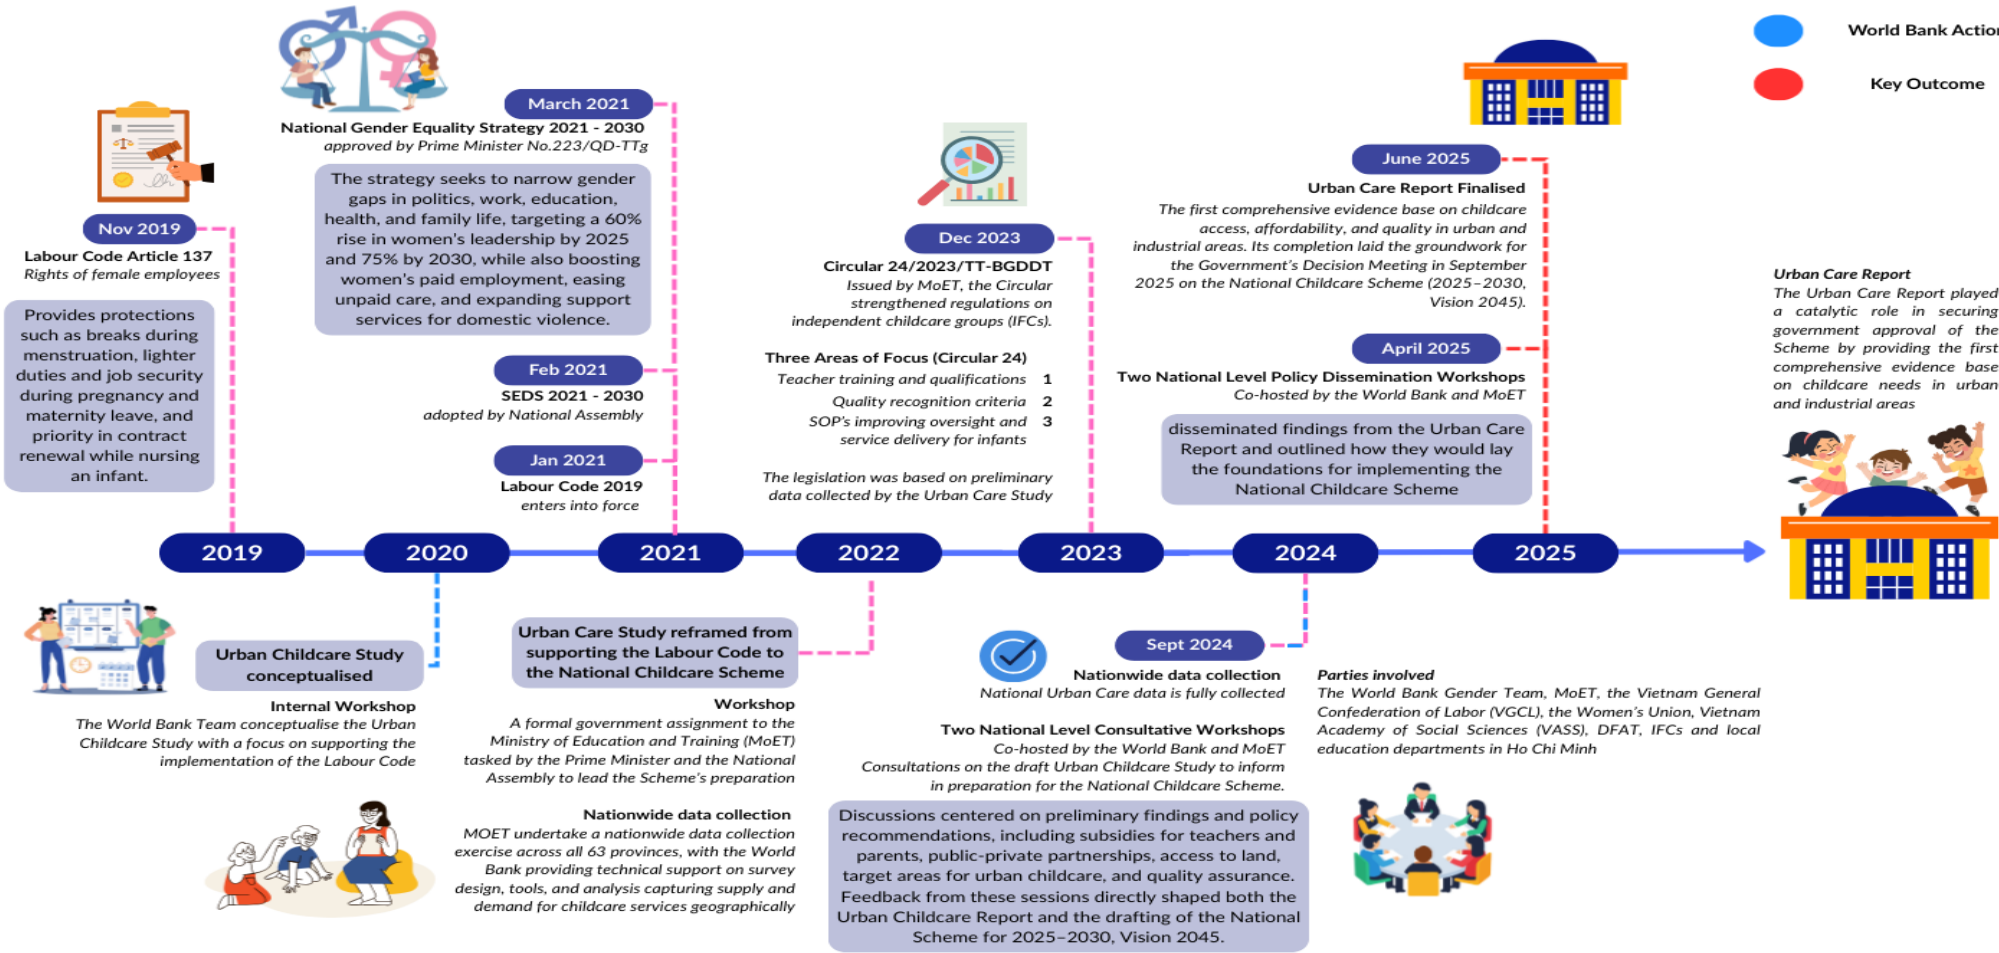 World Bank Action
Key Outcome
March 2021
National Gender Equality Strategy 2021 - 2030
approved by Prime Minister No.223/QD-TTg
The strategy seeks to narrow gender
gaps in politics, work, education,
health, and family life, targeting a 60%
rise in women's leadership by 2025
and 75% by 2030, while also boosting
women's paid employment, easing
unpaid care, and expanding support
services for domestic violence.
Nov 2019
Labour Code Article 137
Rights of female employees
Provides protections
such as breaks during
menstruation, lighter
duties and job security
during pregnancy and
maternity leave, and
priority in contract
renewal while nursing
an infant.
Feb 2021
SEDS 2021 - 2030
adopted by National Assembly
Jan 2021
Labour Code 2019
enters into force
Dec 2023
Circular 24/2023/TT-BGDDT
Issued by MoET, the Circular
strengthened regulations on
independent childcare groups (IFCs).
Three Areas of Focus (Circular 24)
Teacher training and qualifications 1
Quality recognition criteria 2
SOP's improving oversight and 3
service delivery for infants
The legislation was based on preliminary
data collected by the Urban Care Study
June 2025
Urban Care Report Finalised
The first comprehensive evidence base on childcare
access, affordability, and quality in urban and
industrial areas. Its completion laid the groundwork for
the Government's Decision Meeting in September
2025 on the National Childcare Scheme (2025–2030,
Vision 2045).
April 2025
Two National Level Policy Dissemination Workshops
Co-hosted by the World Bank and MoET
disseminated findings from the Urban Care
Report and outlined how they would lay
the foundations for implementing the
National Childcare Scheme
Urban Care Report
The Urban Care Report played
a catalytic role in securing
government approval of the
Scheme by providing the first
comprehensive evidence base
on childcare needs in urban
and industrial areas
2019
2020
2021
2022
2023
2024
2025
Urban Childcare Study
conceptualised
Internal Workshop
The World Bank Team conceptualise the Urban
Childcare Study with a focus on supporting the
implementation of the Labour Code
Urban Care Study reframed from
supporting the Labour Code to
the National Childcare Scheme
Workshop
A formal government assignment to the
Ministry of Education and Training (MoET)
tasked by the Prime Minister and the National
Assembly to lead the Scheme's preparation
Nationwide data collection
MOET undertake a nationwide data collection
exercise across all 63 provinces, with the World
Bank providing technical support on survey
design, tools, and analysis capturing supply and
demand for childcare services geographically
Sept 2024
Nationwide data collection
National Urban Care data is fully collected
Two National Level Consultative Workshops
Co-hosted by the World Bank and MoET
Consultations on the draft Urban Childcare Study to inform
in preparation for the National Childcare Scheme.
Discussions centered on preliminary findings and policy
recommendations, including subsidies for teachers and
parents, public-private partnerships, access to land,
target areas for urban childcare, and quality assurance.
Feedback from these sessions directly shaped both the
Urban Childcare Report and the drafting of the National
Scheme for 2025–2030, Vision 2045.
Parties involved
The World Bank Gender Team, MoET, the Vietnam General
Confederation of Labor (VGCL), the Women's Union, Vietnam
Academy of Social Sciences (VASS), DFAT, IFCs and local
education departments in Ho Chi Minh